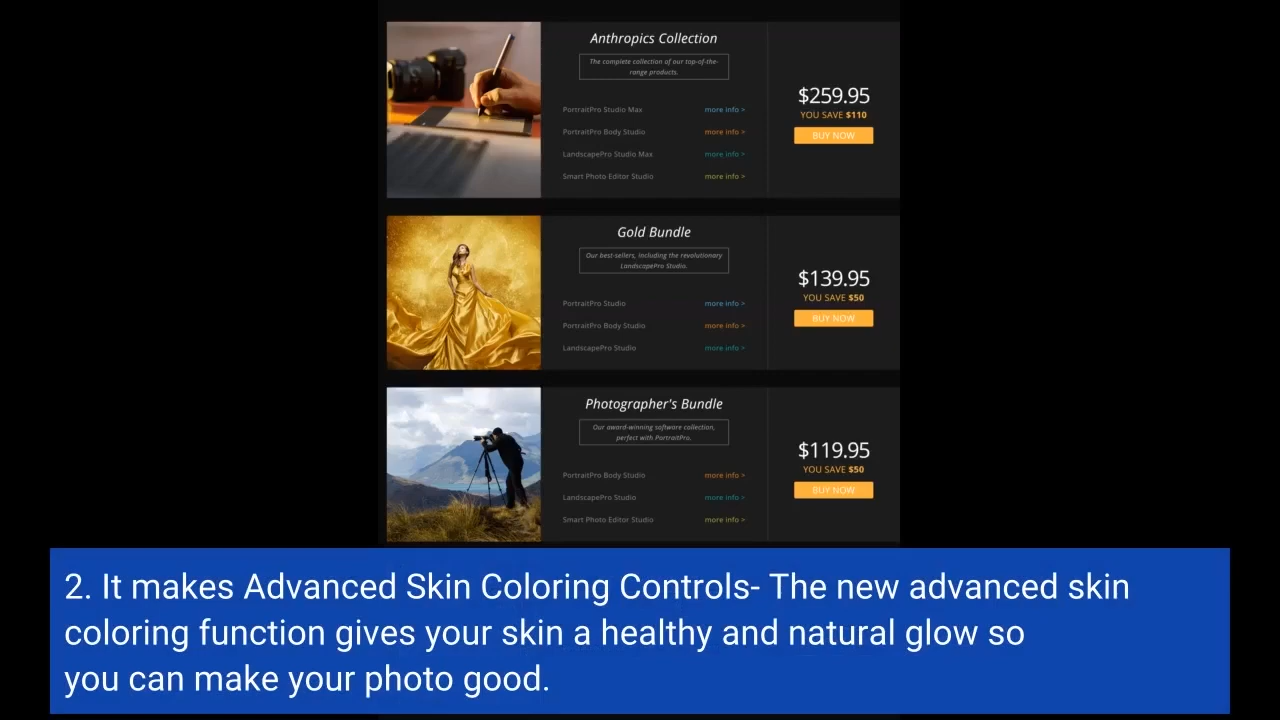 Anthropics Collection
The complete collection of our top-of-the-
range products.
PortraitPro Studio Max more info >
PortraitPro Body Studio more info >
LandscapePro Studio Max more info >
Smart Photo Editor Studio more info >
$259.95
YOU SAVE $110
BUY NOW
Gold Bundle
Our best-sellers, including the revolutionary
LandscapePro Studio.
PortraitPro Studio more info >
PortraitPro Body Studio more info >
LandscapePro Studio more info >
$139.95
YOU SAVE $50
BUY NOW
Photographer's Bundle
Our award-winning software collection,
perfect with PortraitPro.
PortraitPro Body Studio more info >
LandscapePro Studio more info >
Smart Photo Editor Studio more info >
$119.95
YOU SAVE $50
BUY NOW
2. It makes Advanced Skin Coloring Controls- The new advanced skin
coloring function gives your skin a healthy and natural glow so
you can make your photo good.